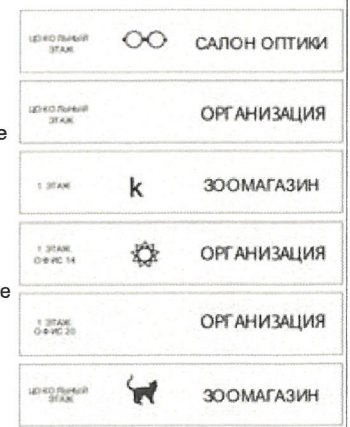 ЦОКОЛЬНЫЙ
ЭТАЖ
САЛОН ОПТИКИ
ЦОКОЛЬНЫЙ
ЭТАЖ
ОРГАНИЗАЦИЯ
е
1 ЭТАЖ
k
ЗООМАГАЗИН
1 ЭТАЖ
ОФИС 14
ОРГАНИЗАЦИЯ
е
1 ЭТАЖ
ОФИС 20
ОРГАНИЗАЦИЯ
ЦОКОЛЬНЫЙ
ЭТАЖ
ЗООМАГАЗИН